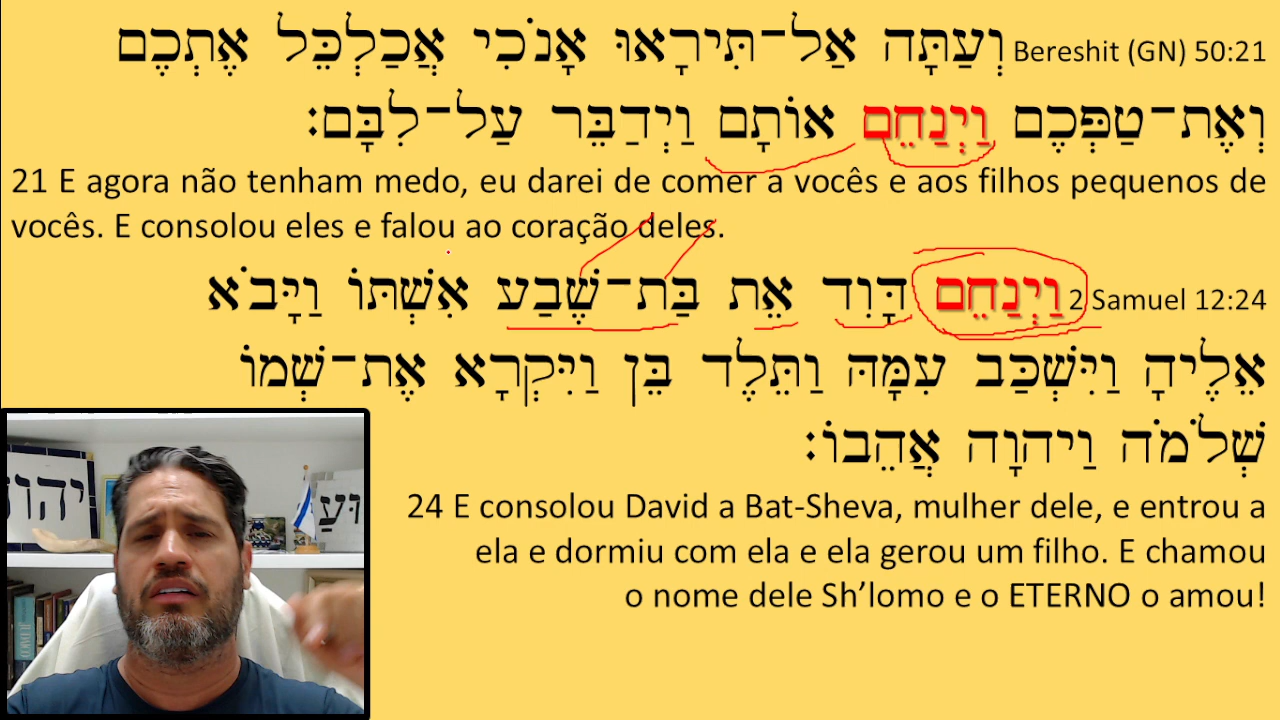 Bereshit (GN) 50:21 וְעַתָּה אַל־תִּירָאוּ אָנֹכִי אֲכַלְכֵּל אֶתְכֶם
וְאֶת־טַפְּכֶם וַיְנַחֵם אוֹתָם וַיְדַבֵּר עַל־לִבָּם׃
21 E agora não tenham medo, eu darei de comer a vocês e aos filhos pequenos de
vocês. E consolou eles e falou ao coração deles.
2 Samuel 12:24 וַיְנַחֵם דָּוִד אֵת בַּת־שֶׁבַע אִשְׁתּוֹ וַיָּבֹא
אֵלֶיהָ וַיִּשְׁכַּב עִמָּהּ וַתֵּלֶד בֵּן וַיִּקְרָא אֶת־שְׁמוֹ
שְׁלֹמֹה וַיהוָה אֲהֵבוֹ׃
24 E consolou David a Bat-Sheva, mulher dele, e entrou a
ela e dormiu com ela e ela gerou um filho. E chamou
o nome dele Sh’lomo e o ETERNO o amou!